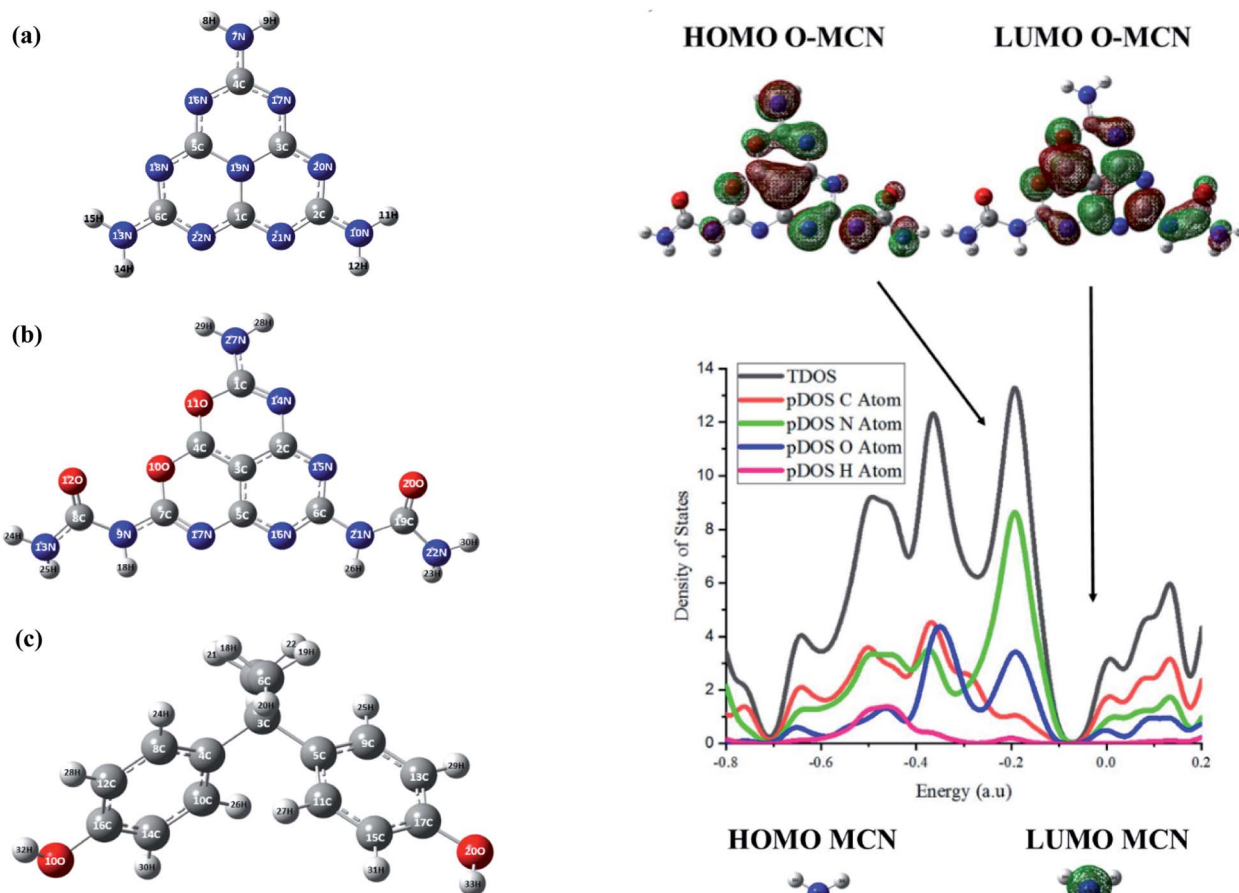 (a)
8H 9H
7N
4C
16N 17N
5C 3C
18N 19N 20N
15H 6C 1C 2C 11H
13N 22N 21N 10N
14H 12H
(b)
29H 28H
27N
1C
11O 14N
4C 2C
3C
12O 10O 15N 20O
24H 8C 7C 5C 6C 19C
13N 9N 17N 16N 21N 22N 30H
25H 18H 26H 23H
(c)
21 18H 22 19H
6C
20H
24H 3C 25H
8C 4C 5C 9C
28H 12C 13C 29H
10C 26H 27H 11C
16C 14C 15C 17C
32H 10O 20O
30H 31H 33H
HOMO O-MCN LUMO O-MCN
14
12
10
8
6
4
2
0
Density of States
TDOS
pDOS C Atom
pDOS N Atom
pDOS O Atom
pDOS H Atom
-0.8 -0.6 -0.4 -0.2 0.0 0.2
Energy (a.u)
HOMO MCN LUMO MCN